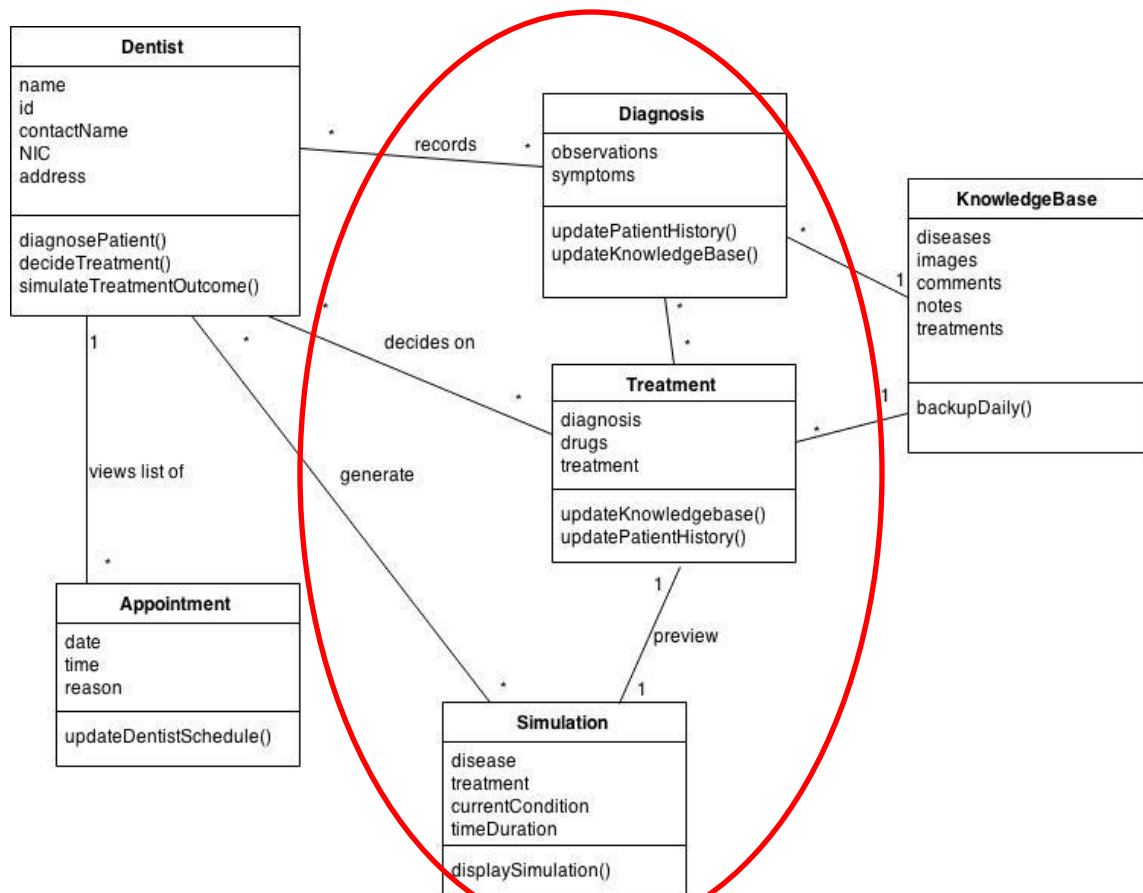 Dentist
name
id
contactName
NIC
address
diagnosePatient()
decideTreatment()
simulateTreatmentOutcome()
* records *
Diagnosis
observations
symptoms
updatePatientHistory()
updateKnowledgeBase()
* 1
KnowledgeBase
diseases
images
comments
notes
treatments
backupDaily()
*
*
* decides on *
Treatment
diagnosis
drugs
treatment
updateKnowledgebase()
updatePatientHistory()
* 1
1
views list of
*
Appointment
date
time
reason
updateDentistSchedule()
*
generate
*
1
preview
1
Simulation
disease
treatment
currentCondition
timeDuration
displaySimulation()